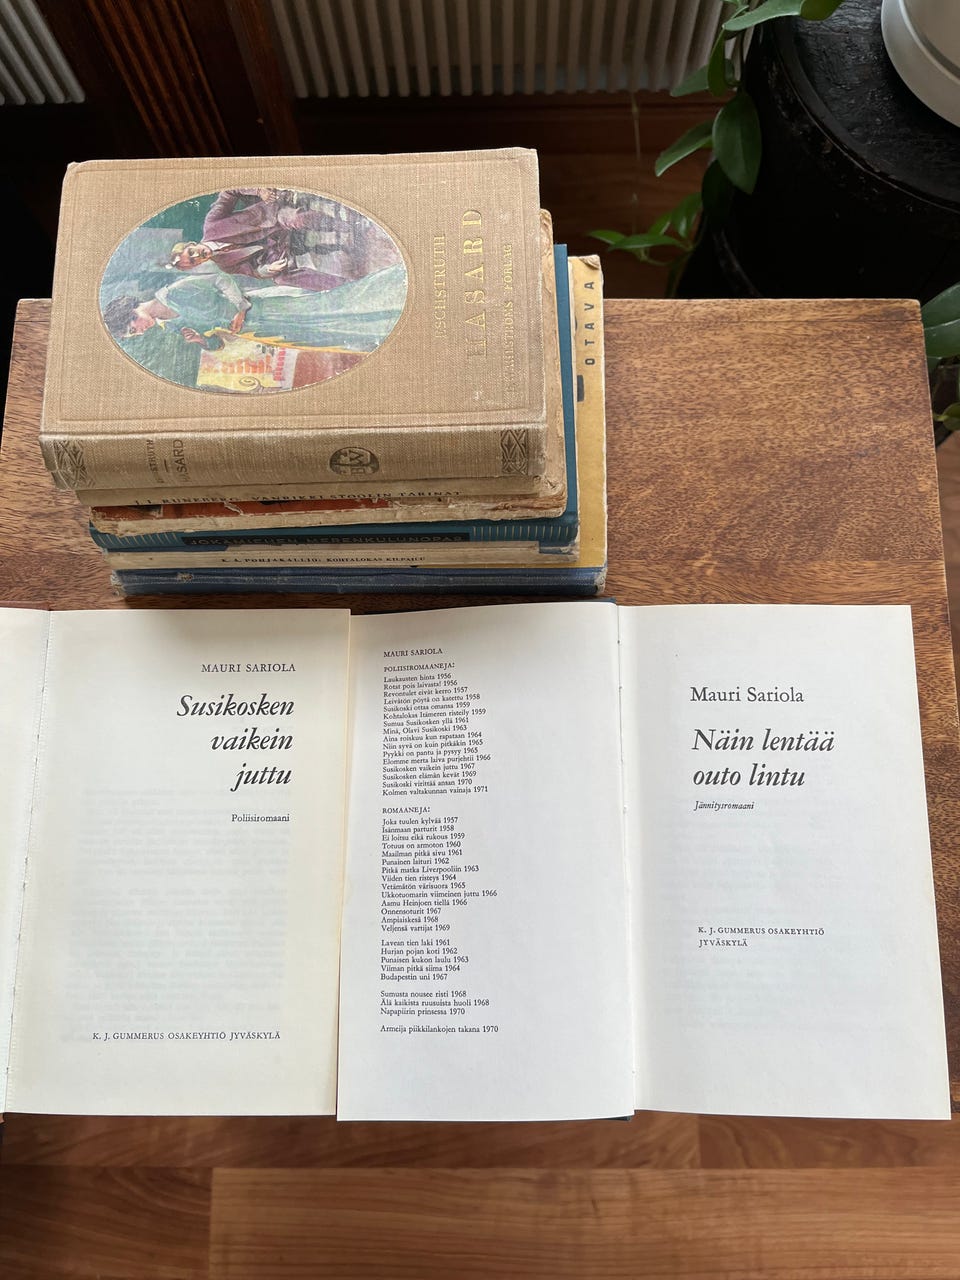 ESCHSTRUTH
HASARD
FÖRLAG
HASARD
J. L. RUNEBERG VÄNRIKKI STOOLIN TARINAT
JOKAMIEHEN MERENKULUNOPAS
K. A. POHJAKALLIO: KOHTALOKAS KILPAILU
OTAVA
MAURI SARIOLA
Susikosken
vaikein
juttu
Poliisiromaani
K. J. GUMMERUS OSAKEYHTIÖ JYVÄSKYLÄ
MAURI SARIOLA
POLIISIROMAANEJA:
Laukausten hinta 1956
Rotat pois laivasta! 1956
Revontulet eivät kerro 1957
Leivätön pöytä on katettu 1958
Susikoski ottaa omansa 1959
Kohtalokas Itämeren risteily 1959
Sumua Susikosken yllä 1961
Minä, Olavi Susikoski 1963
Aina roiskuu kun rapataan 1964
Niin syvä on kuin pitkäkin 1965
Pyykki on pantu ja pysyy 1965
Elomme merta laiva purjehtii 1966
Susikosken vaikein juttu 1967
Susikosken elämän kevät 1969
Susikoski virittää ansan 1970
Kolmen valtakunnan vainaja 1971
ROMAANEJA:
Joka tuulen kylvää 1957
Isänmaan parturit 1958
Ei loitsu eikä rukous 1959
Totuus on armoton 1960
Maailman pitkä sivu 1961
Punainen laituri 1962
Pitkä matka Liverpooliin 1963
Viiden tien risteys 1964
Vetämätön värisuora 1965
Ukkotuomarin viimeinen juttu 1966
Aamu Heinjoen tiellä 1966
Onnensoturit 1967
Ampiaiskesä 1968
Veljensä vartijat 1969
Lavean tien laki 1961
Hurjan pojan koti 1962
Punaisen kukon laulu 1963
Viiman pitkä siima 1964
Budapestin uni 1967
Sumusta nousee risti 1968
Älä kaikista ruusuista huoli 1968
Napapiirin prinsessa 1970
Armeija piikkilankojen takana 1970
Mauri Sariola
Näin lentää
outo lintu
Jännitysromaani
K. J. GUMMERUS OSAKEYHTIÖ
JYVÄSKYLÄ